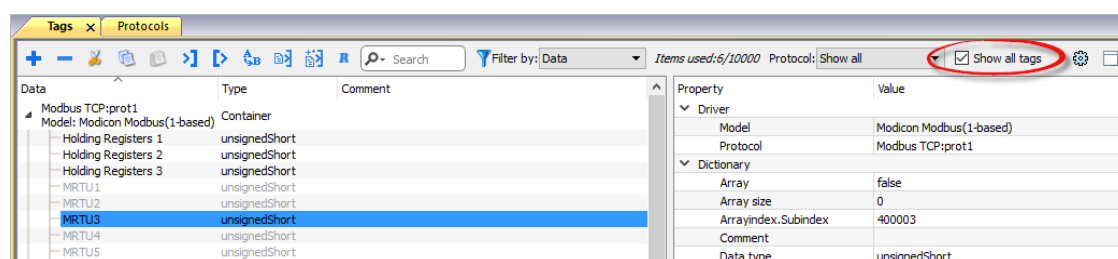 Tags x Protocols
R Search Filter by: Data Items used:6/10000 Protocol: Show all Show all tags
Data Type Comment
Modbus TCP:prot1
Model: Modicon Modbus(1-based) Container
Holding Registers 1 unsignedShort
Holding Registers 2 unsignedShort
Holding Registers 3 unsignedShort
MRTU1 unsignedShort
MRTU2 unsignedShort
MRTU3 unsignedShort
MRTU4 unsignedShort
MRTU5 unsignedShort
Property Value
Driver
Model Modicon Modbus(1-based)
Protocol Modbus TCP:prot1
Dictionary
Array false
Array size 0
Arrayindex.Subindex 400003
Comment
Data type unsignedShort